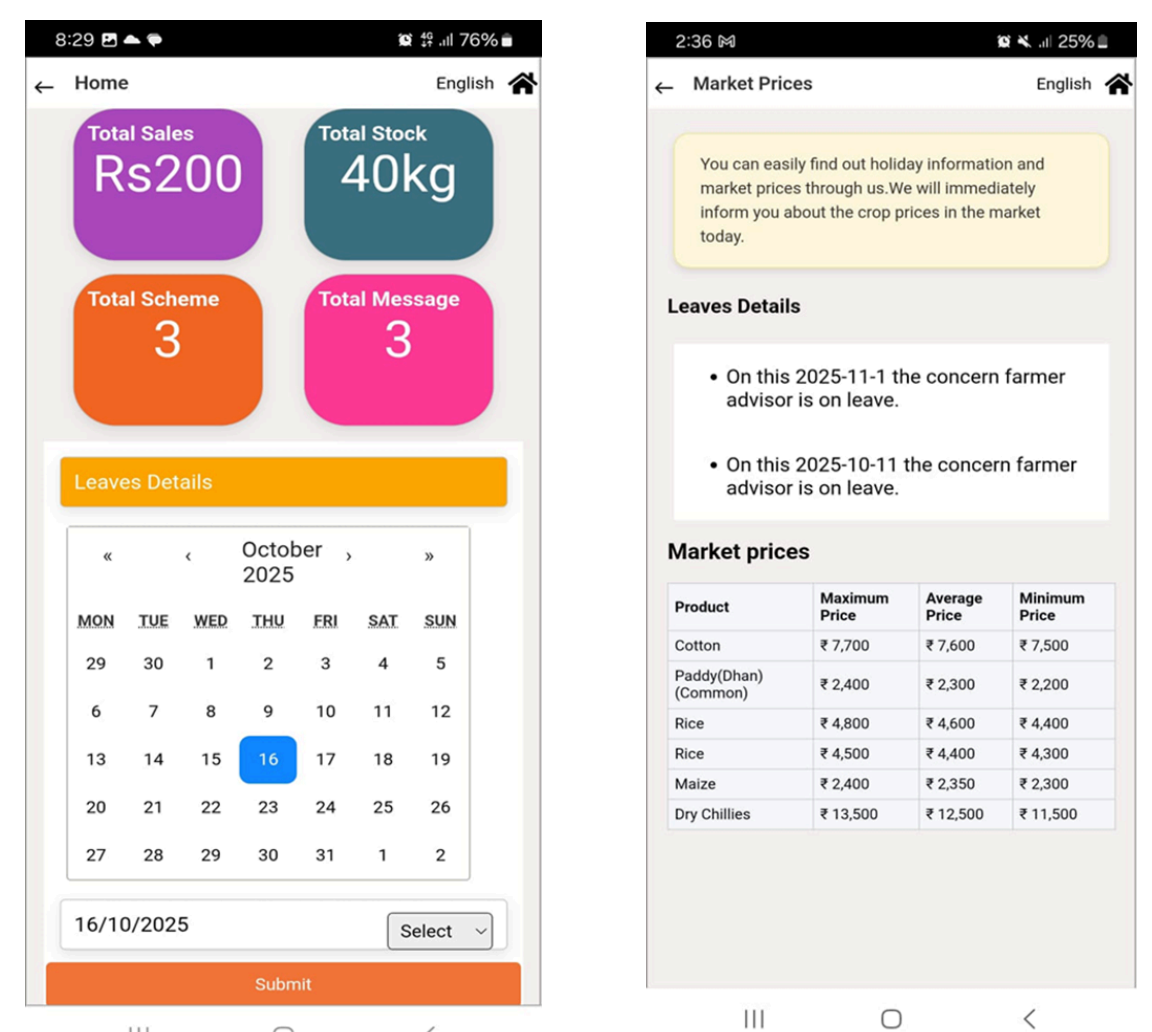 8:29
4G 76%
← Home English
Total Sales
Rs200
Total Stock
40kg
Total Scheme
3
Total Message
3
Leaves Details
« ‹ October 2025 › »
MON TUE WED THU FRI SAT SUN
29 30 1 2 3 4 5
6 7 8 9 10 11 12
13 14 15 16 17 18 19
20 21 22 23 24 25 26
27 28 29 30 31 1 2
16/10/2025 Select
Submit
2:36 25%
← Market Prices English
You can easily find out holiday information and
market prices through us.We will immediately
inform you about the crop prices in the market
today.
Leaves Details
• On this 2025-11-1 the concern farmer
advisor is on leave.
• On this 2025-10-11 the concern farmer
advisor is on leave.
Market prices
Product Maximum Price Average Price Minimum Price
Cotton ₹ 7,700 ₹ 7,600 ₹ 7,500
Paddy(Dhan)(Common) ₹ 2,400 ₹ 2,300 ₹ 2,200
Rice ₹ 4,800 ₹ 4,600 ₹ 4,400
Rice ₹ 4,500 ₹ 4,400 ₹ 4,300
Maize ₹ 2,400 ₹ 2,350 ₹ 2,300
Dry Chillies ₹ 13,500 ₹ 12,500 ₹ 11,500